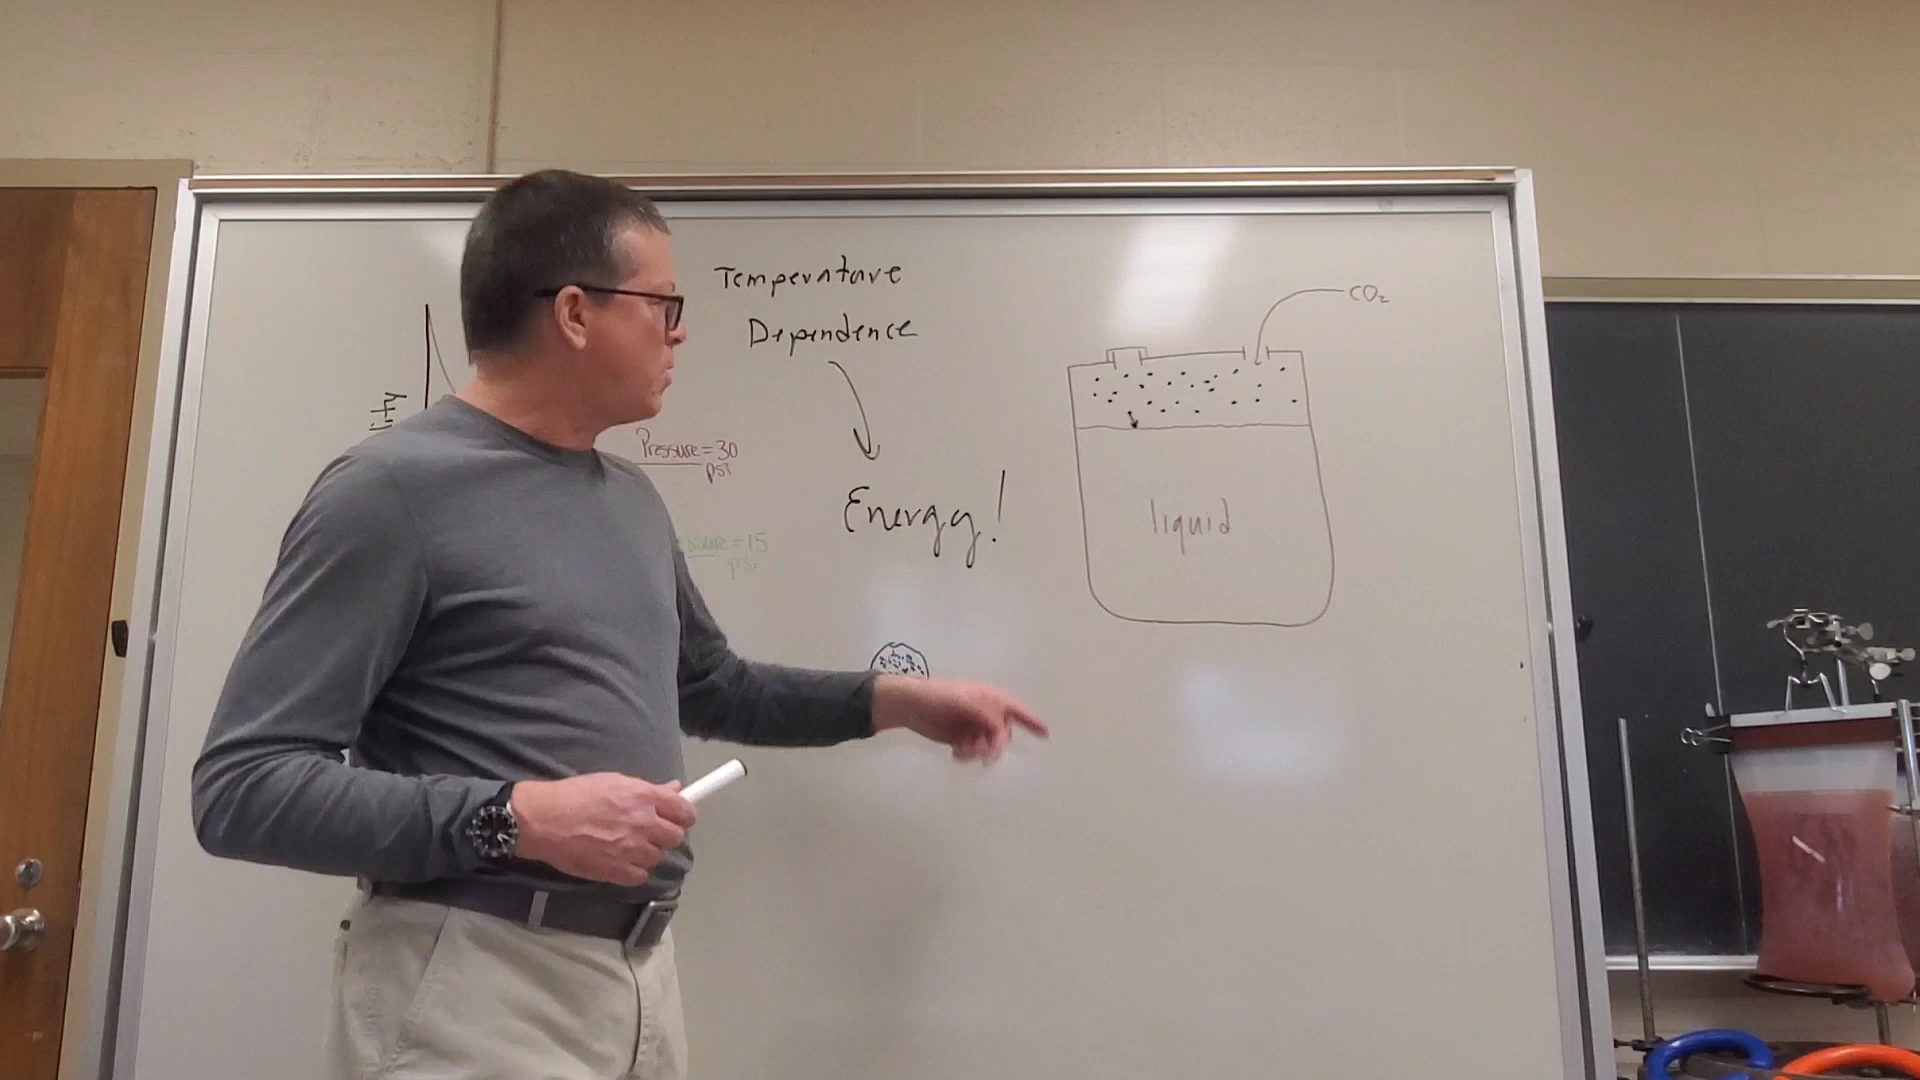 Temperature
Dependence
CO₂
Pressure = 30
psi
Energy!
liquid
= 15
psi